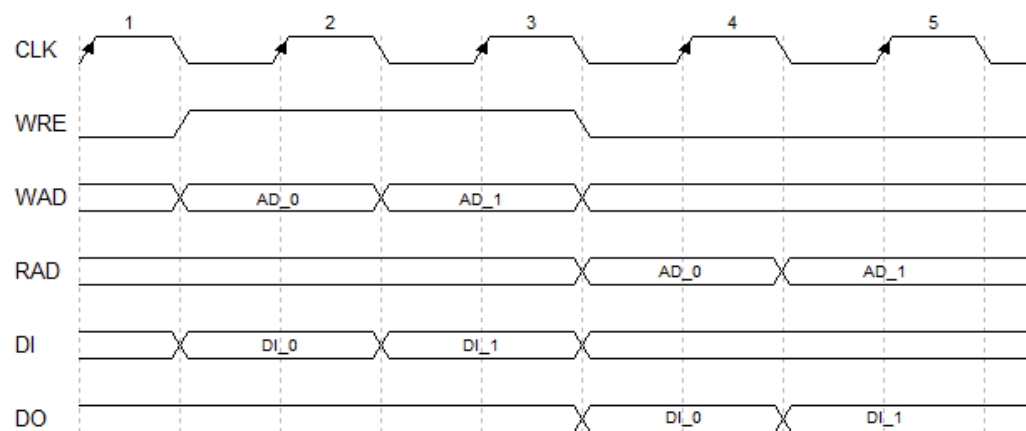 1 2 3 4 5
CLK
WRE
WAD AD_0 AD_1
RAD AD_0 AD_1
DI DI_0 DI_1
DO DI_0 DI_1